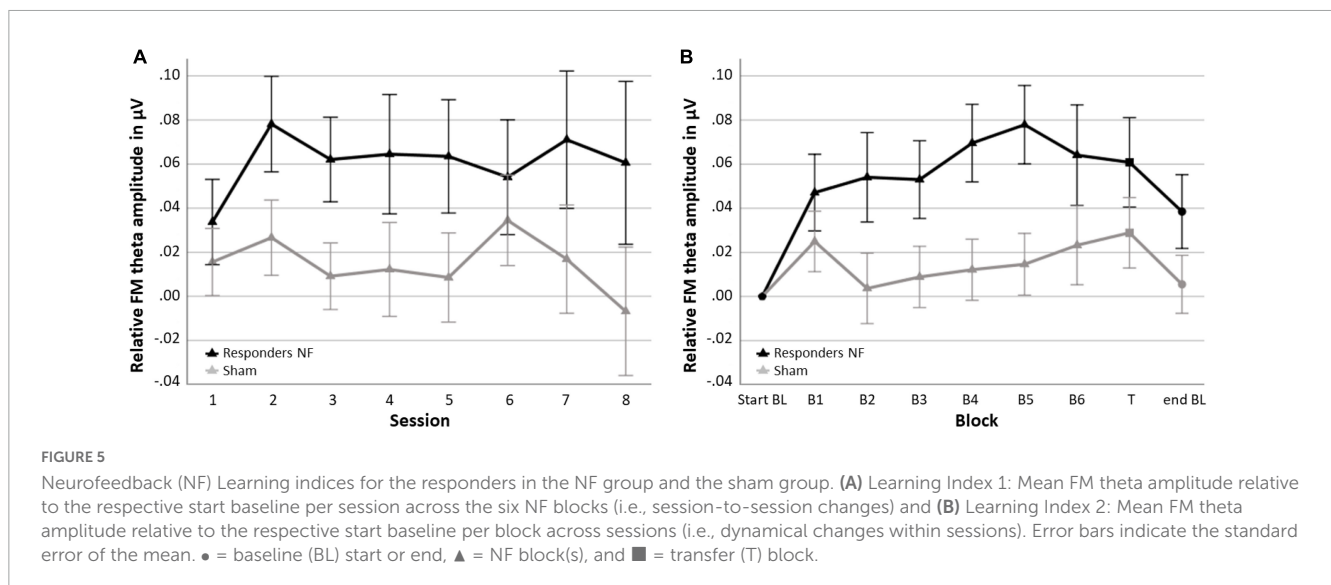 A
Relative FM theta amplitude in µV
.10
.08
.06
.04
.02
.00
-.02
-.04
Responders NF
Sham
1 2 3 4 5 6 7 8
Session
B
Relative FM theta amplitude in µV
.10
.08
.06
.04
.02
.00
-.02
-.04
Responders NF
Sham
Start BL B1 B2 B3 B4 B5 B6 T end BL
Block
FIGURE 5
Neurofeedback (NF) Learning indices for the responders in the NF group and the sham group. (A) Learning Index 1: Mean FM theta amplitude relative
to the respective start baseline per session across the six NF blocks (i.e., session-to-session changes) and (B) Learning Index 2: Mean FM theta
amplitude relative to the respective start baseline per block across sessions (i.e., dynamical changes within sessions). Error bars indicate the standard
error of the mean. ● = baseline (BL) start or end, ▲ = NF block(s), and ■ = transfer (T) block.